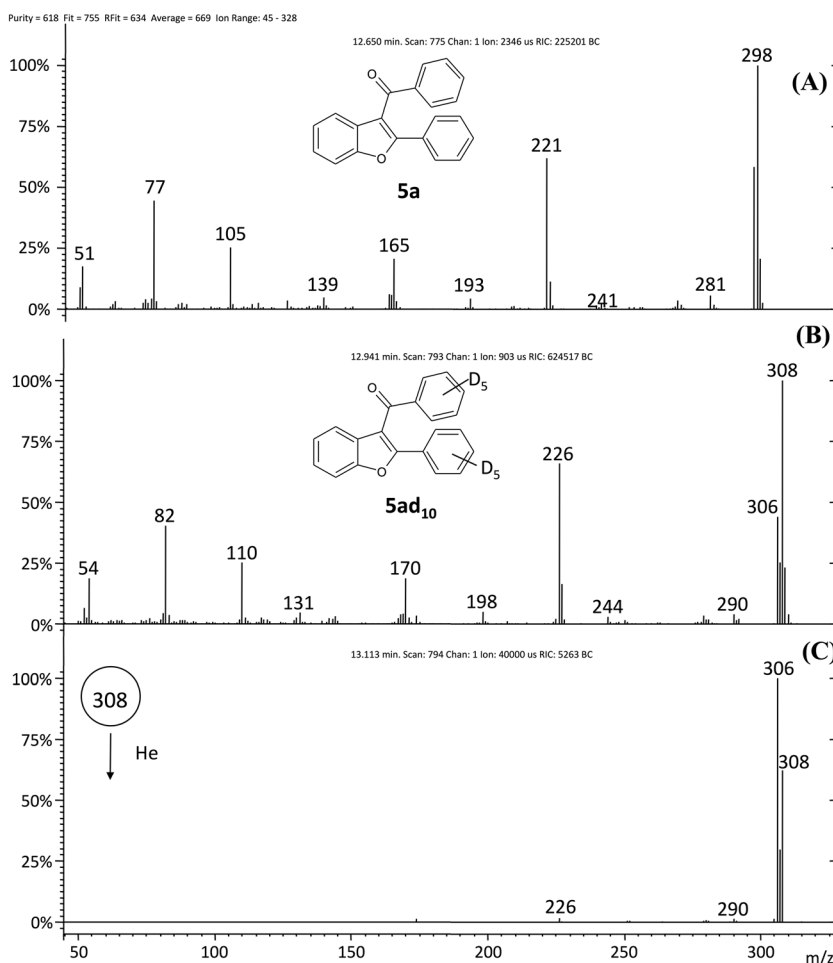 Purity = 618 Fit = 755 RFit = 634 Average = 669 Ion Range: 45 - 328
12.650 min. Scan: 775 Chan: 1 Ion: 2346 us RIC: 225201 BC
(A)
100%
75%
50%
25%
0%
O
O
5a
51
77
105
139
165
193
221
241
281
298
(B)
12.941 min. Scan: 793 Chan: 1 Ion: 903 us RIC: 624517 BC
100%
75%
50%
25%
0%
O
D5
O
D5
5ad10
54
82
110
131
170
198
226
244
290
306
308
(C)
13.113 min. Scan: 794 Chan: 1 Ion: 40000 us RIC: 5263 BC
100%
75%
50%
25%
0%
308
He
226
290
306
308
50 100 150 200 250 300
m/z